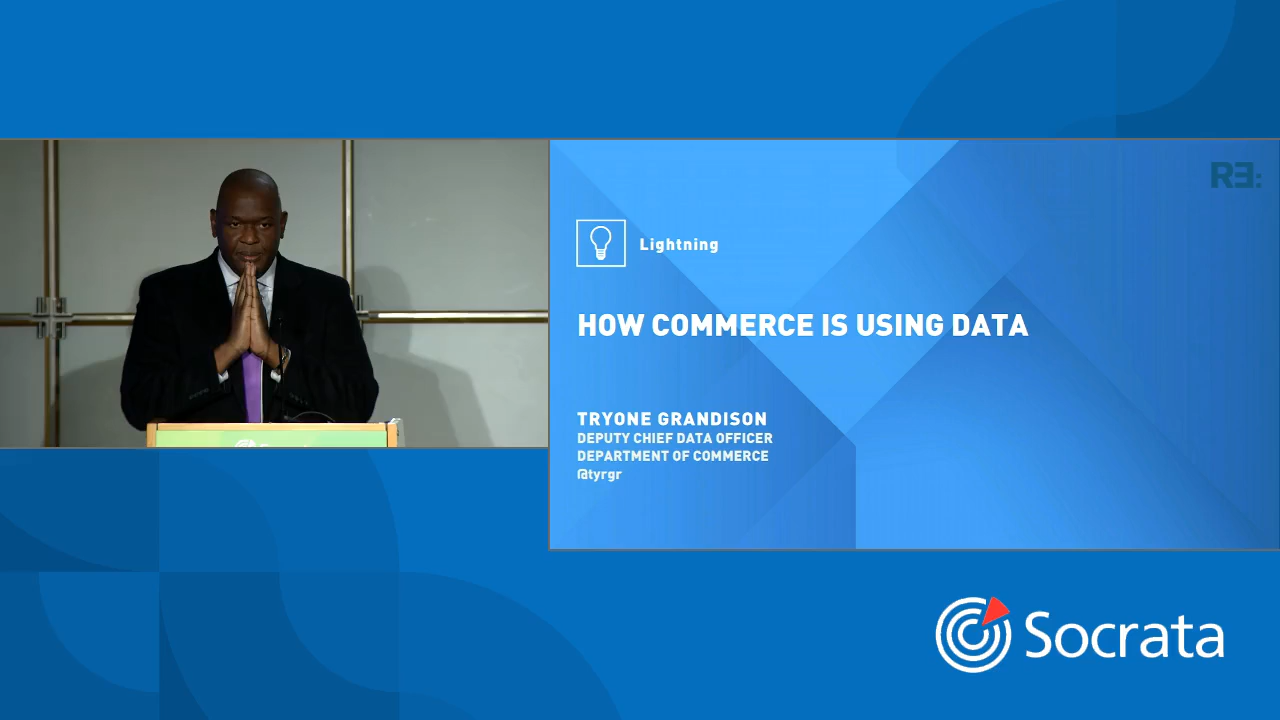 RE:
Lightning
HOW COMMERCE IS USING DATA
TRYONE GRANDISON
DEPUTY CHIEF DATA OFFICER
DEPARTMENT OF COMMERCE
@tyrgr
Socrata